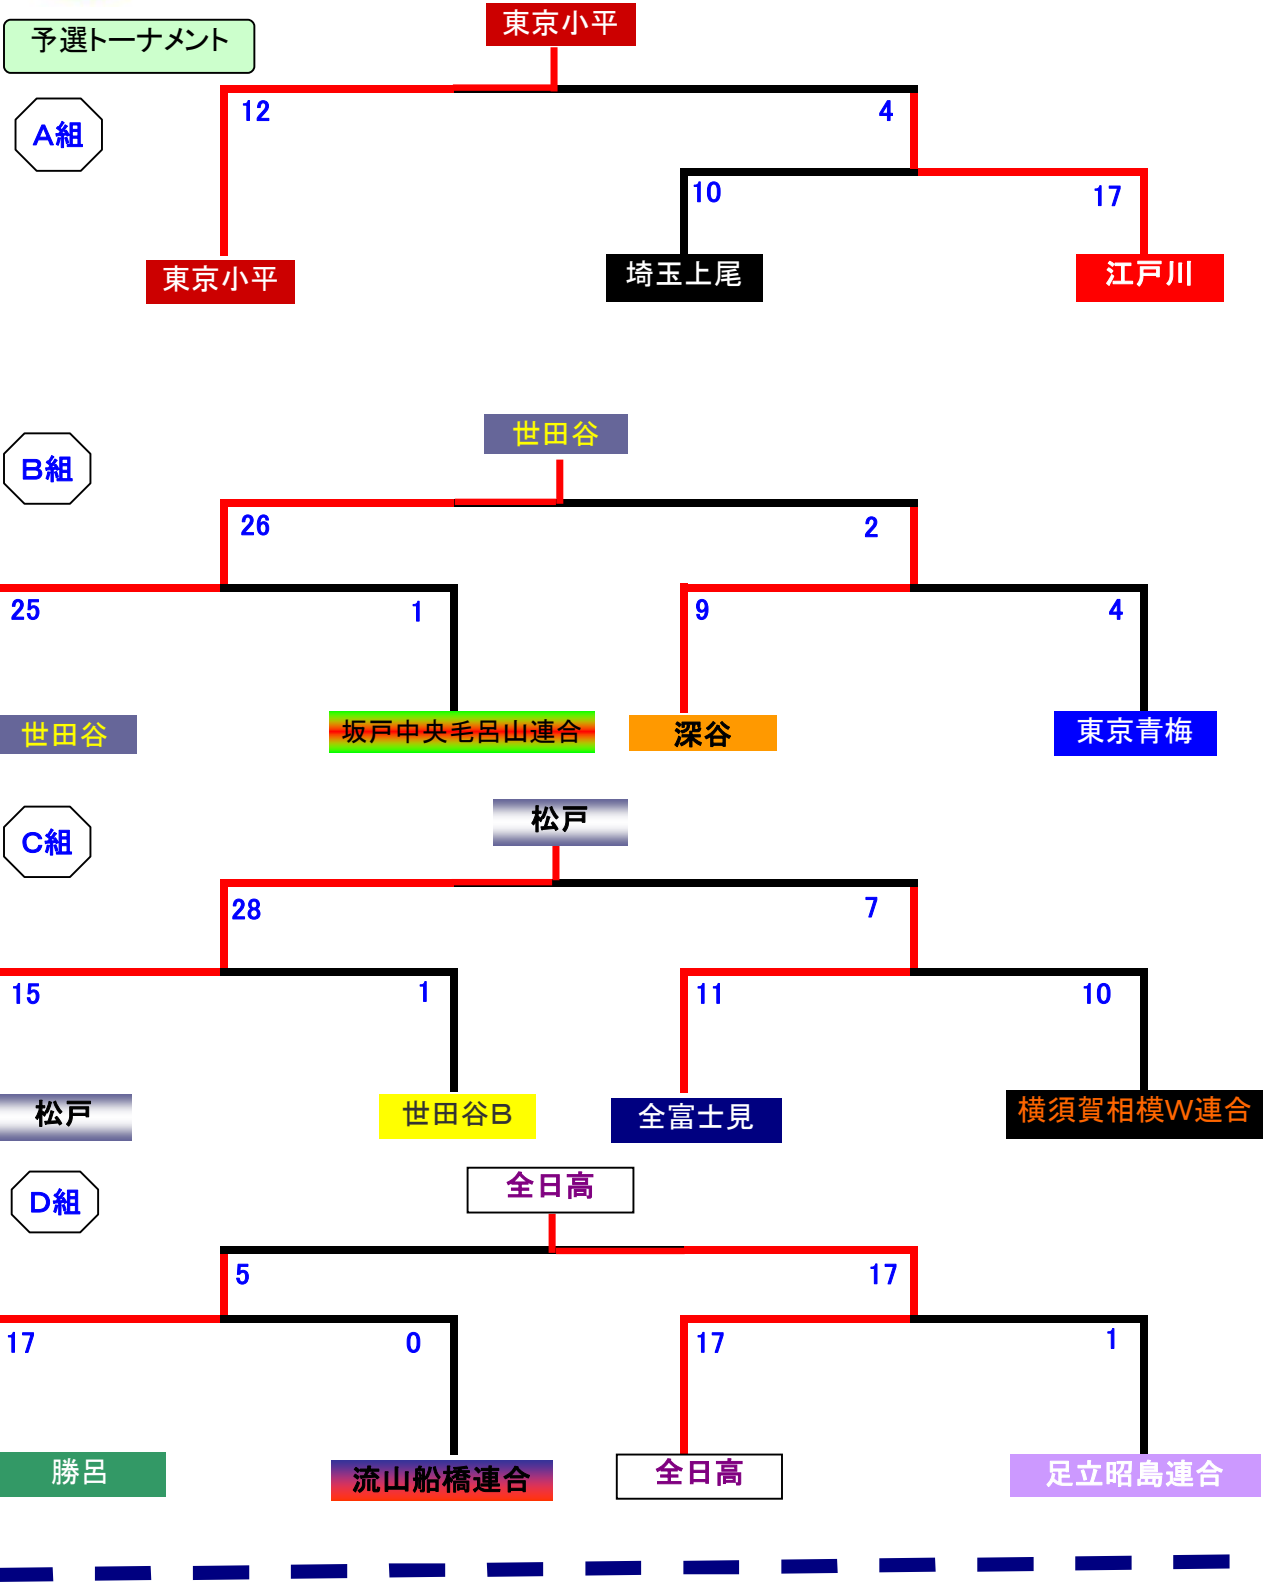 東京小平
予選トーナメント
A組
12
4
10
17
東京小平
埼玉上尾
江戸川
世田谷
B組
26
2
25
1
9
4
世田谷
坂戸中央毛呂山連合
深谷
東京青梅
松戸
C組
28
7
15
1
11
10
松戸
世田谷B
全富士見
横須賀相模W連合
全日高
D組
5
17
17
0
17
1
勝呂
流山船橋連合
全日高
足立昭島連合